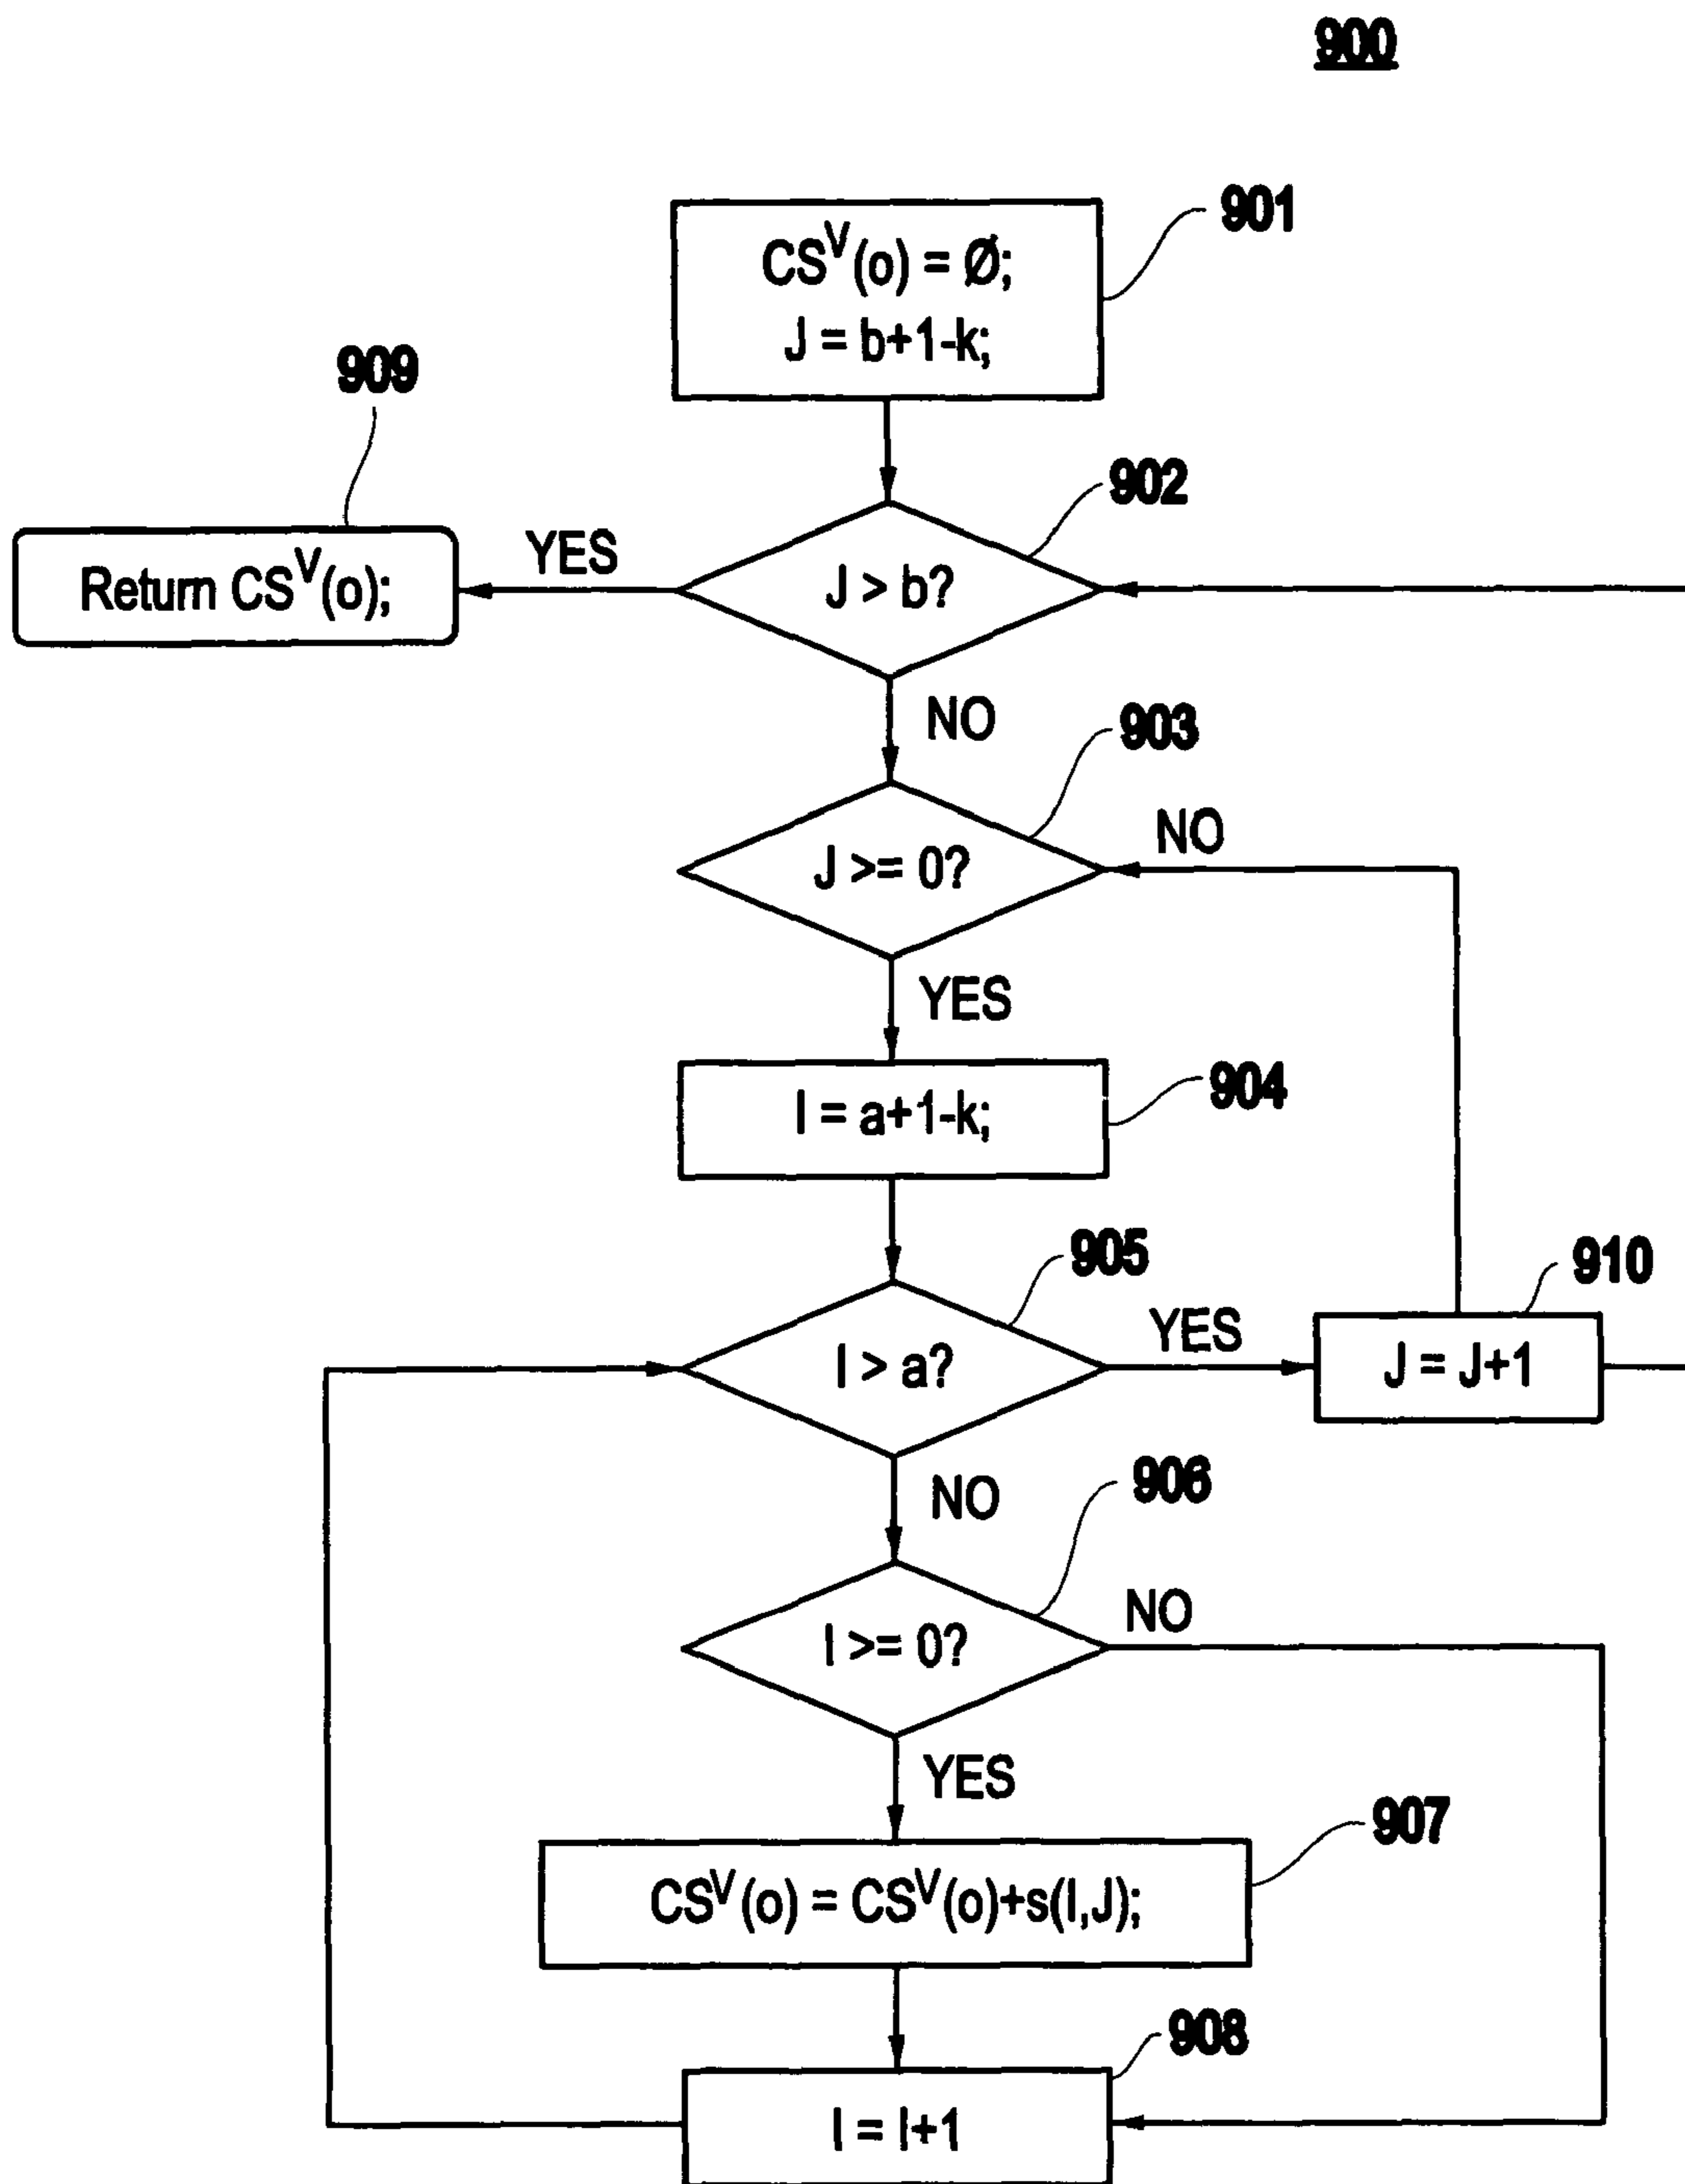 900
901
CS^V(o) = Ø;
J = b+1-k;
909
902
Return CS^V(o);
YES
J > b?
NO
903
NO
J >= 0?
YES
904
I = a+1-k;
905
910
YES
I > a?
J = J+1
NO
906
NO
I >= 0?
YES
907
CS^V(o) = CS^V(o)+s(I,J);
908
I = I+1